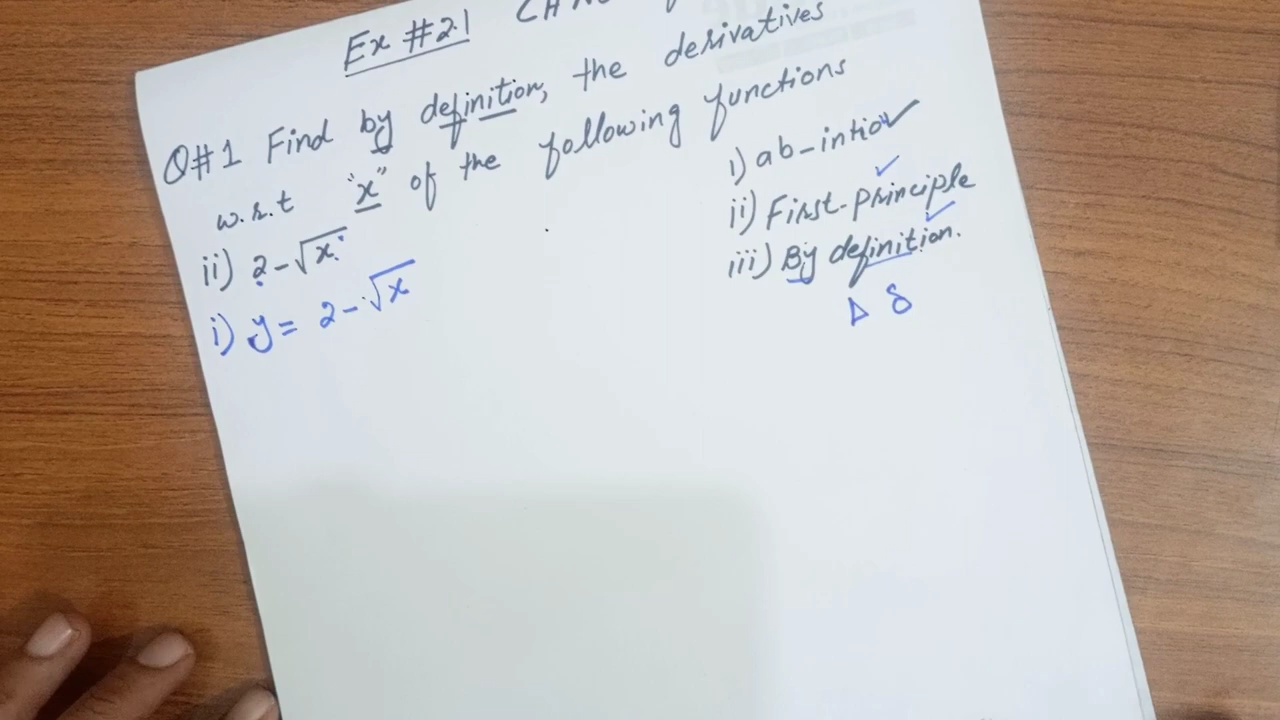 Ex #2.1
Q#1 Find by definition, the derivatives
w.r.t "x" of the following functions
ii) 2-√x
i) y = 2-√x
i) ab-intio
ii) First-principle
iii) By definition.
Δ δ